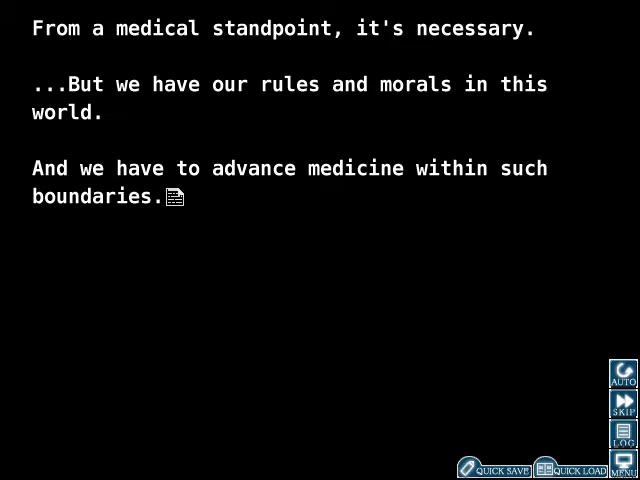 From a medical standpoint, it's necessary.
...But we have our rules and morals in this
world.
And we have to advance medicine within such
boundaries.
AUTO
SKIP
LOG
QUICK SAVE
QUICK LOAD
MENU